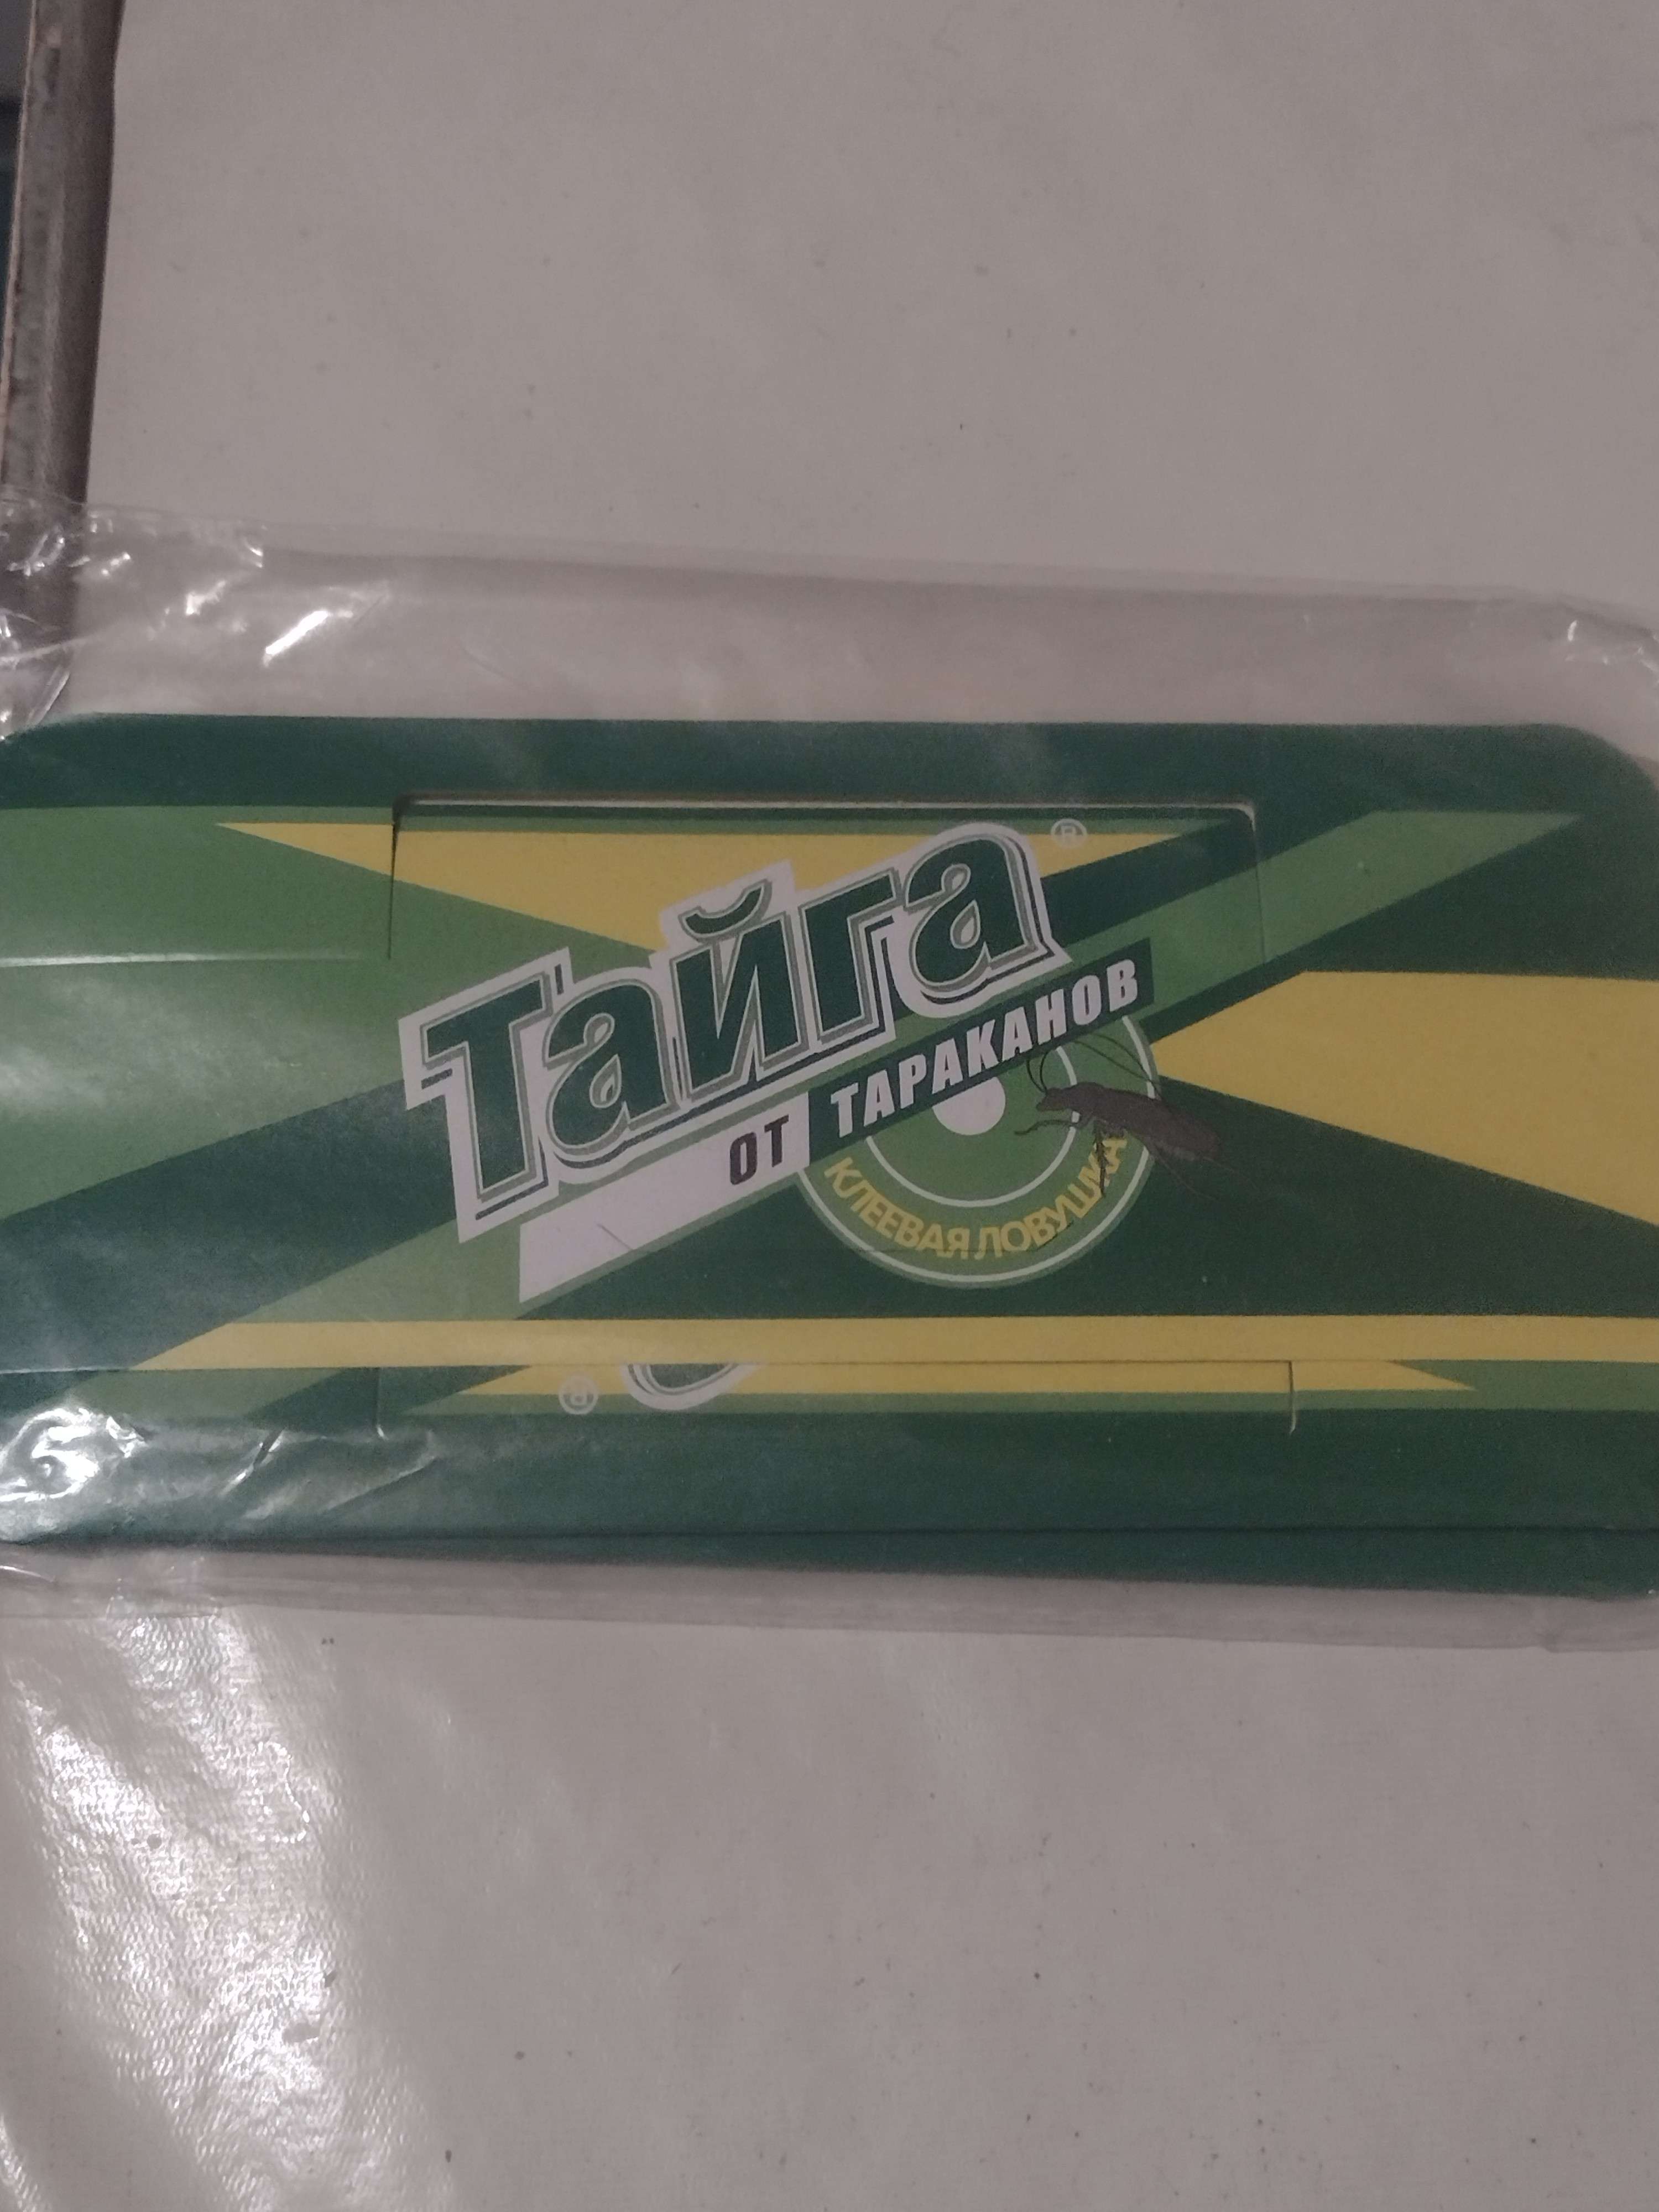 Тайга®
ОТ ТАРАКАНОВ
КЛЕЕВАЯ ЛОВУШКА
®